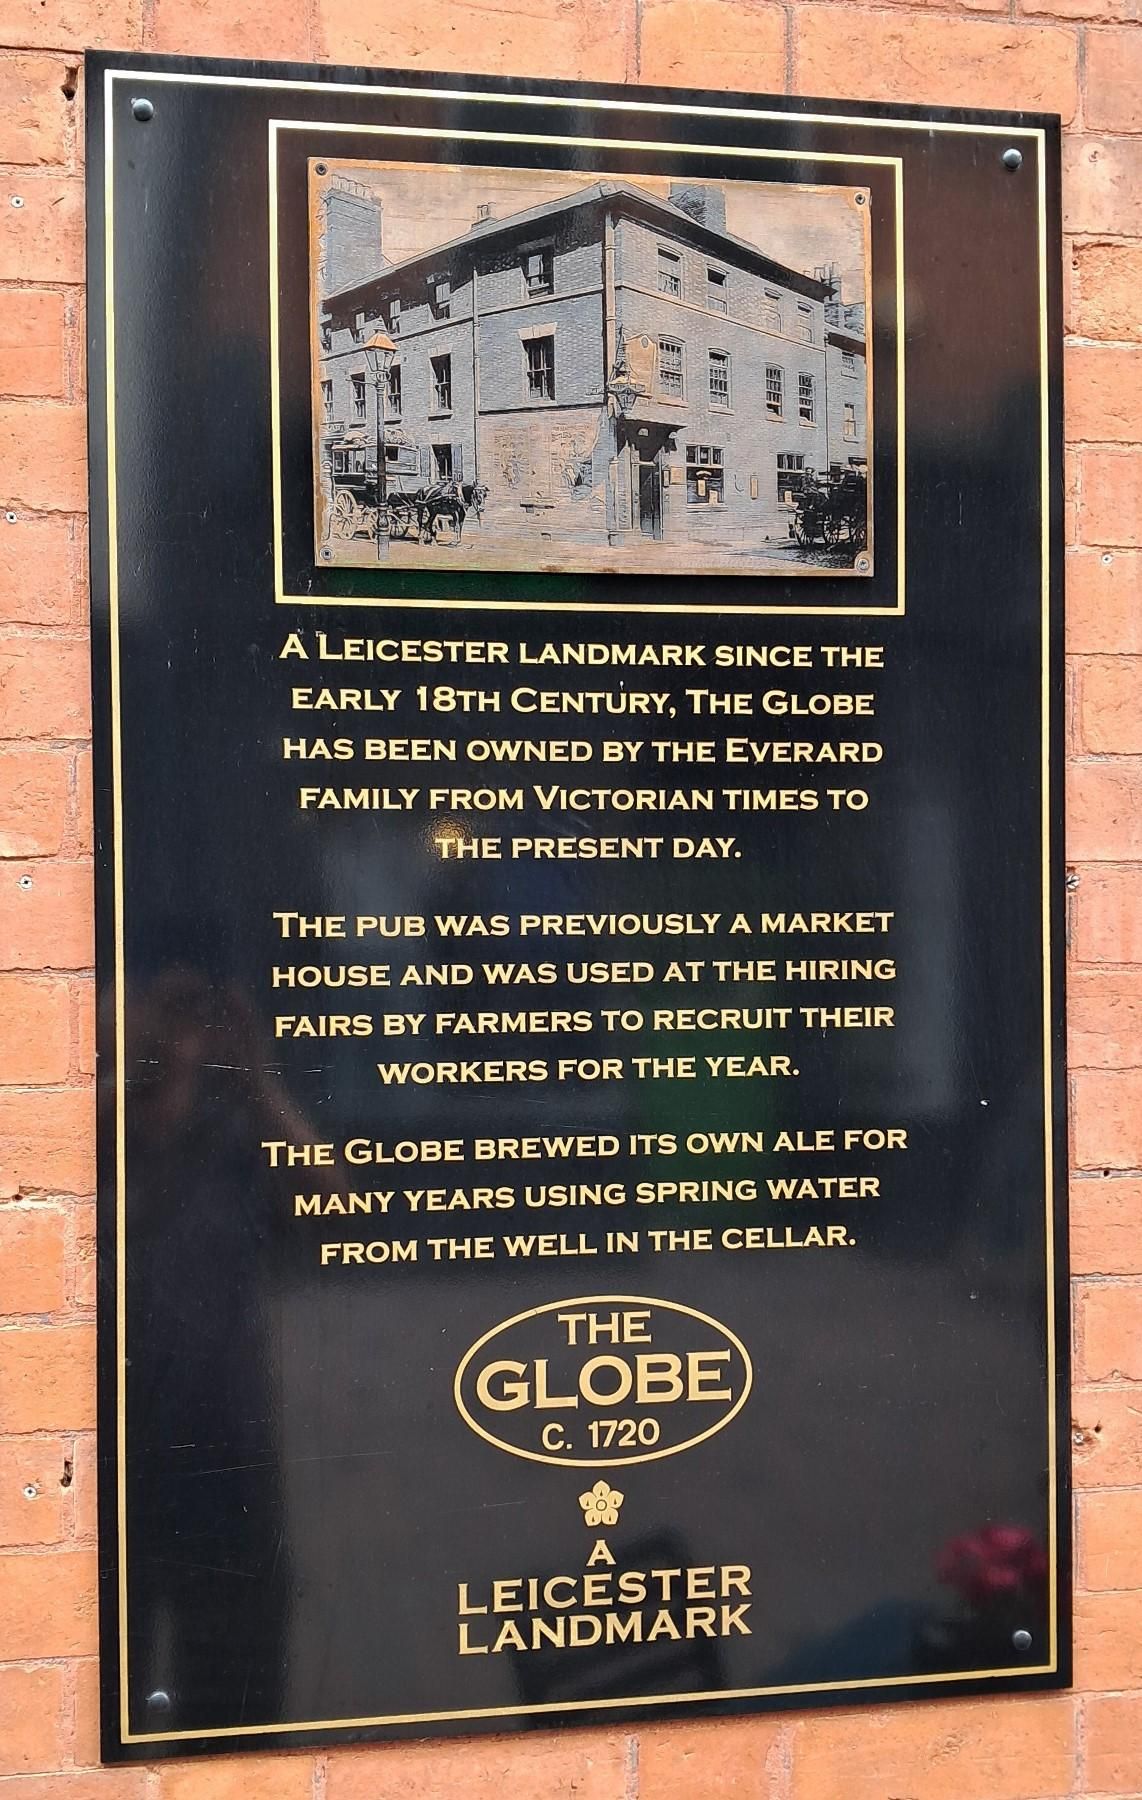 A LEICESTER LANDMARK SINCE THE
EARLY 18TH CENTURY, THE GLOBE
HAS BEEN OWNED BY THE EVERARD
FAMILY FROM VICTORIAN TIMES TO
THE PRESENT DAY.
THE PUB WAS PREVIOUSLY A MARKET
HOUSE AND WAS USED AT THE HIRING
FAIRS BY FARMERS TO RECRUIT THEIR
WORKERS FOR THE YEAR.
THE GLOBE BREWED ITS OWN ALE FOR
MANY YEARS USING SPRING WATER
FROM THE WELL IN THE CELLAR.
THE
GLOBE
C. 1720
A
LEICESTER
LANDMARK